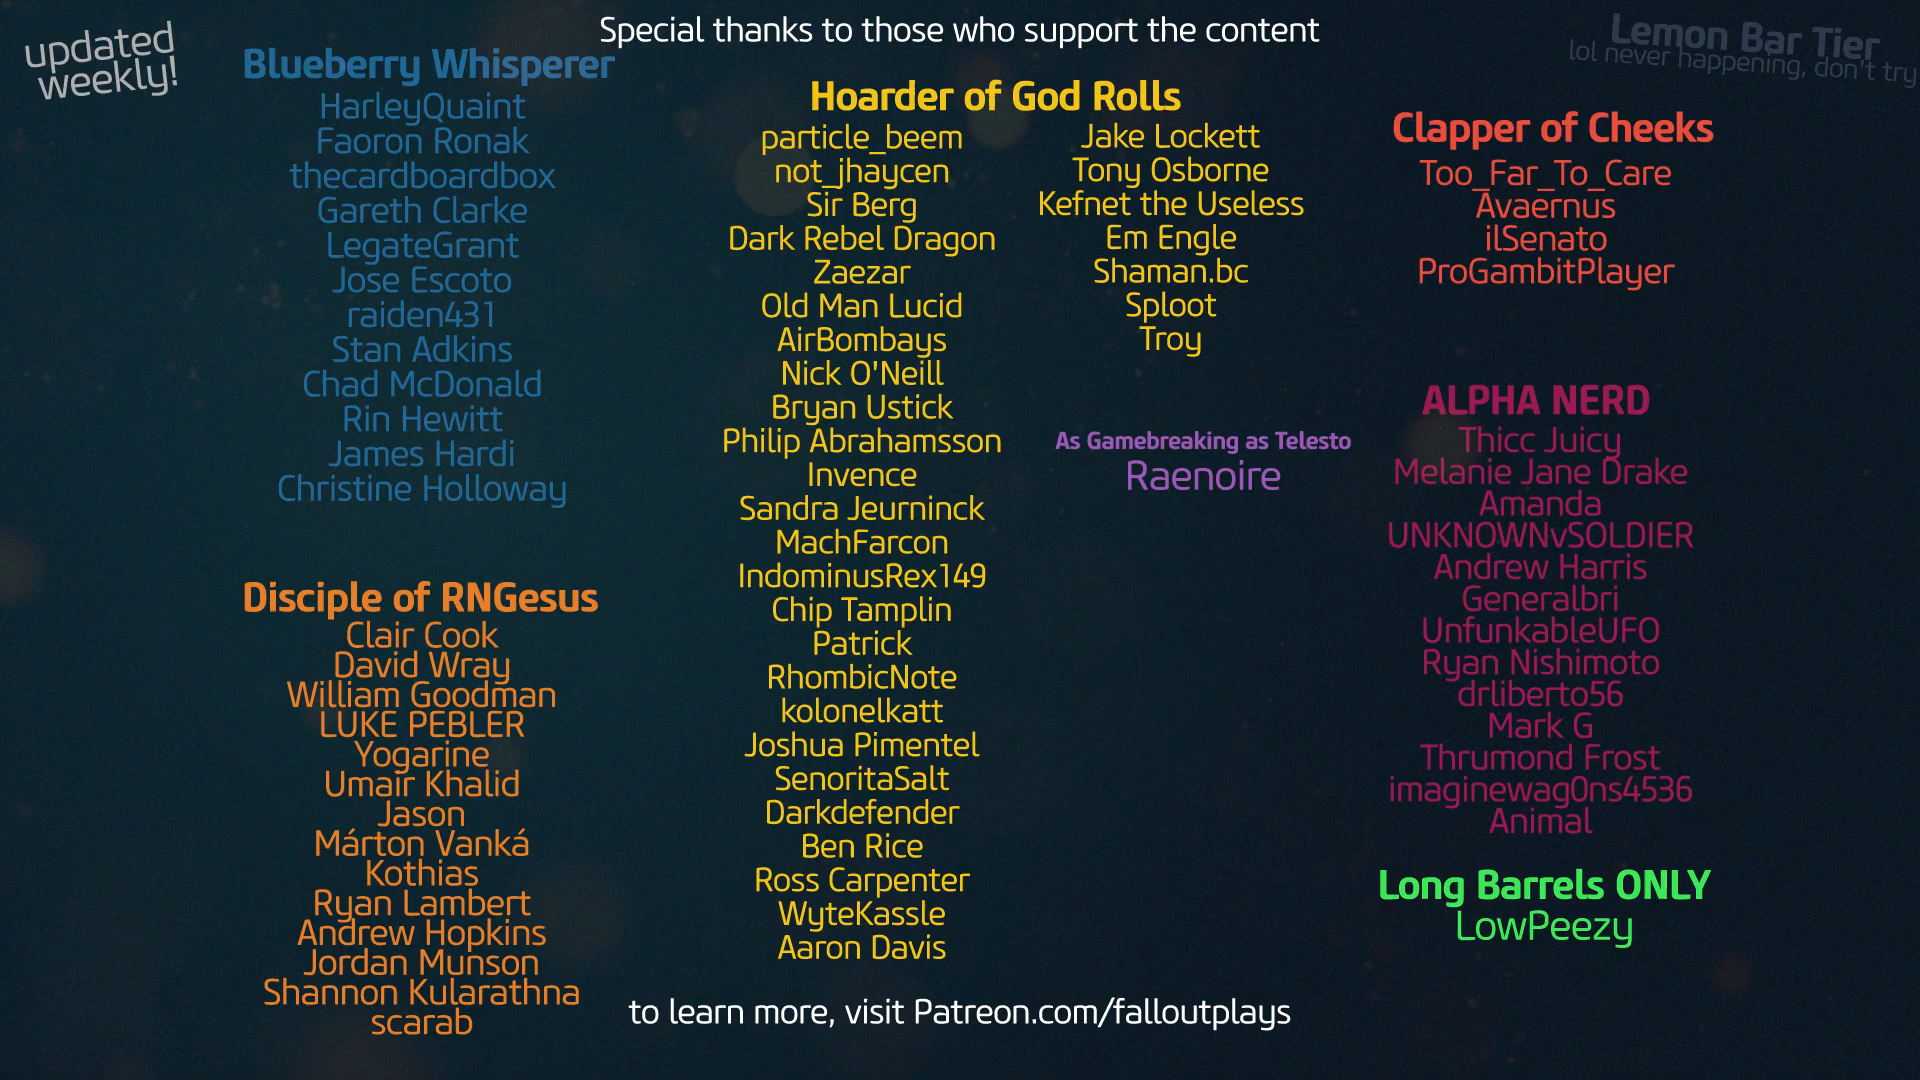 updated
weekly!
Special thanks to those who support the content
Lemon Bar Tier
lol never happening, don't try
Blueberry Whisperer
HarleyQuaint
Faoron Ronak
thecardboardbox
Gareth Clarke
LegateGrant
Jose Escoto
raiden431
Stan Adkins
Chad McDonald
Rin Hewitt
James Hardi
Christine Holloway
Disciple of RNGesus
Clair Cook
David Wray
William Goodman
LUKE PEBLER
Yogarine
Umair Khalid
Jason
Márton Vanká
Kothias
Ryan Lambert
Andrew Hopkins
Jordan Munson
Shannon Kularathna
scarab
Hoarder of God Rolls
particle_beem
not_jhaycen
Sir Berg
Dark Rebel Dragon
Zaezar
Old Man Lucid
AirBombays
Nick O'Neill
Bryan Ustick
Philip Abrahamsson
Invence
Sandra Jeurninck
MachFarcon
IndominusRex149
Chip Tamplin
Patrick
RhombicNote
kolonelkatt
Joshua Pimentel
SenoritaSalt
Darkdefender
Ben Rice
Ross Carpenter
WyteKassle
Aaron Davis
Jake Lockett
Tony Osborne
Kefnet the Useless
Em Engle
Shaman.bc
Sploot
Troy
As Gamebreaking as Telesto
Raenoire
Clapper of Cheeks
Too_Far_To_Care
Avaernus
ilSenato
ProGambitPlayer
ALPHA NERD
Thicc Juicy
Melanie Jane Drake
Amanda
UNKNOWNvSOLDIER
Andrew Harris
Generalbri
UnfunkableUFO
Ryan Nishimoto
drliberto56
Mark G
Thrumond Frost
imaginewag0ns4536
Animal
Long Barrels ONLY
LowPeezy
to learn more, visit Patreon.com/falloutplays